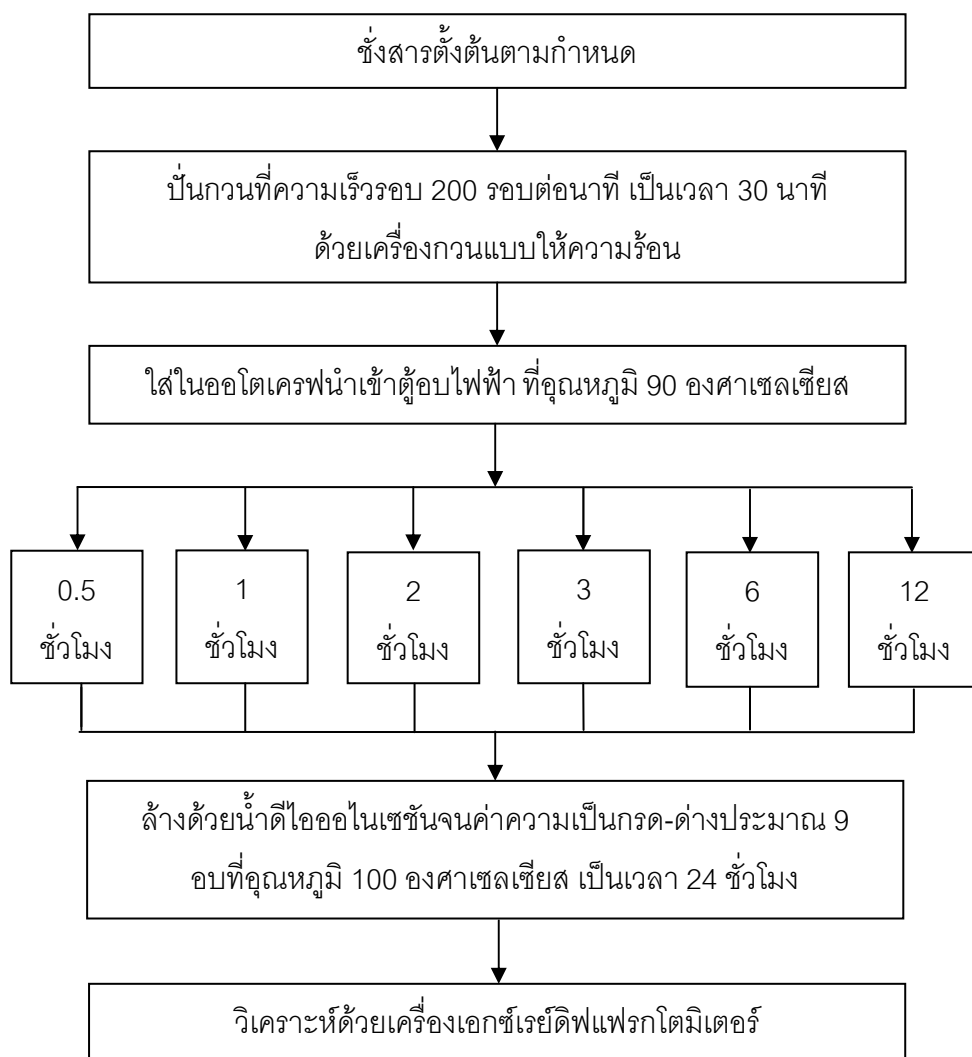 ชั่งสารตั้งต้นตามกำหนด
ปั่นกวนที่ความเร็วรอบ 200 รอบต่อนาที เป็นเวลา 30 นาที
ด้วยเครื่องกวนแบบให้ความร้อน
ใส่ในออโตเครฟนำเข้าตู้อบไฟฟ้า ที่อุณหภูมิ 90 องศาเซลเซียส
0.5
ชั่วโมง
1
ชั่วโมง
2
ชั่วโมง
3
ชั่วโมง
6
ชั่วโมง
12
ชั่วโมง
ล้างด้วยน้ำดีไอออไนเซชันจนค่าความเป็นกรด-ด่างประมาณ 9
อบที่อุณหภูมิ 100 องศาเซลเซียส เป็นเวลา 24 ชั่วโมง
วิเคราะห์ด้วยเครื่องเอกซ์เรย์ดิฟแฟรกโตมิเตอร์